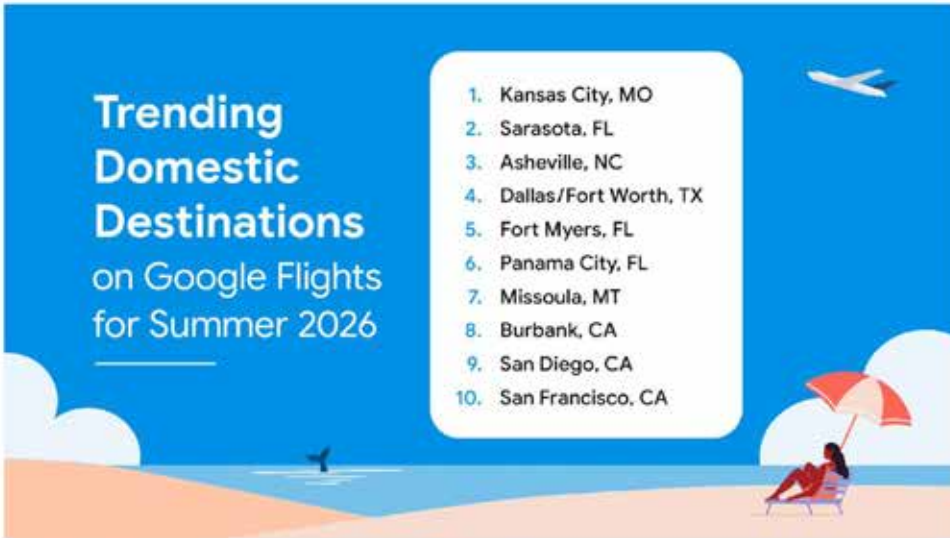 Trending
Domestic
Destinations
on Google Flights
for Summer 2026
1. Kansas City, MO
2. Sarasota, FL
3. Asheville, NC
4. Dallas/Fort Worth, TX
5. Fort Myers, FL
6. Panama City, FL
7. Missoula, MT
8. Burbank, CA
9. San Diego, CA
10. San Francisco, CA